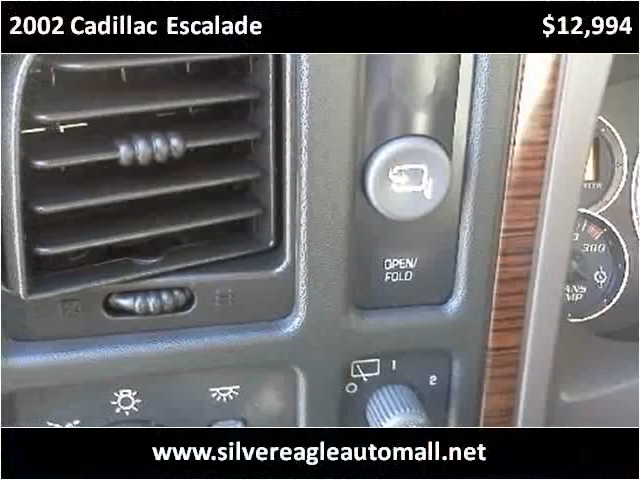 2002 Cadillac Escalade $12,994
300
OPEN/
FOLD
1
2
www.silvereagleautomall.net